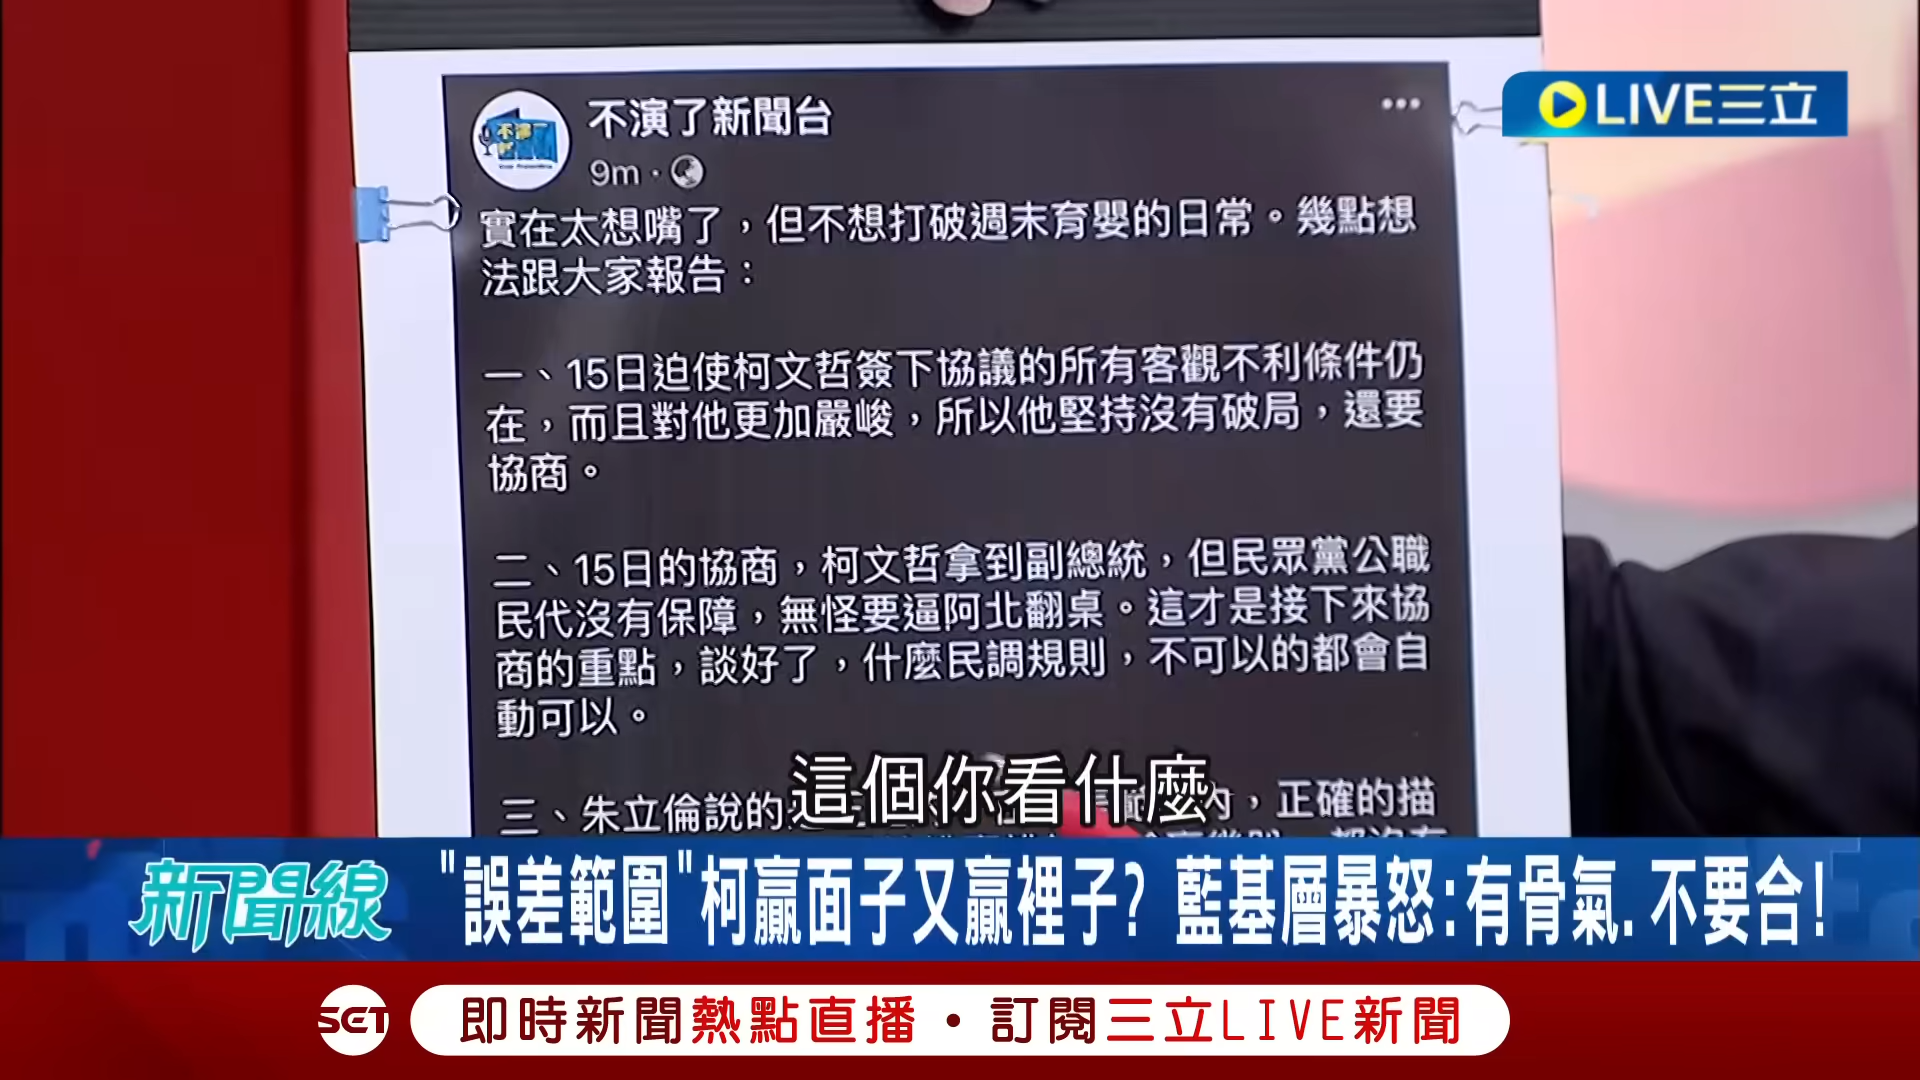 LIVE三立
不演了新聞台
9m
實在太想嘴了，但不想打破週末育嬰的日常。幾點想
法跟大家報告：
一、15日迫使柯文哲簽下協議的所有客觀不利條件仍
在，而且對他更加嚴峻，所以他堅持沒有破局，還要
協商。
二、15日的協商，柯文哲拿到副總統，但民眾黨公職
民代沒有保障，無怪要逼阿北翻桌。這才是接下來協
商的重點，談好了，什麼民調規則，不可以的都會自
動可以。
三、朱立倫說的 內，正確的描
這個你看什麼
新聞線
"誤差範圍"柯贏面子又贏裡子? 藍基層暴怒:有骨氣.不要合!
SET
即時新聞熱點直播・訂閱三立LIVE新聞